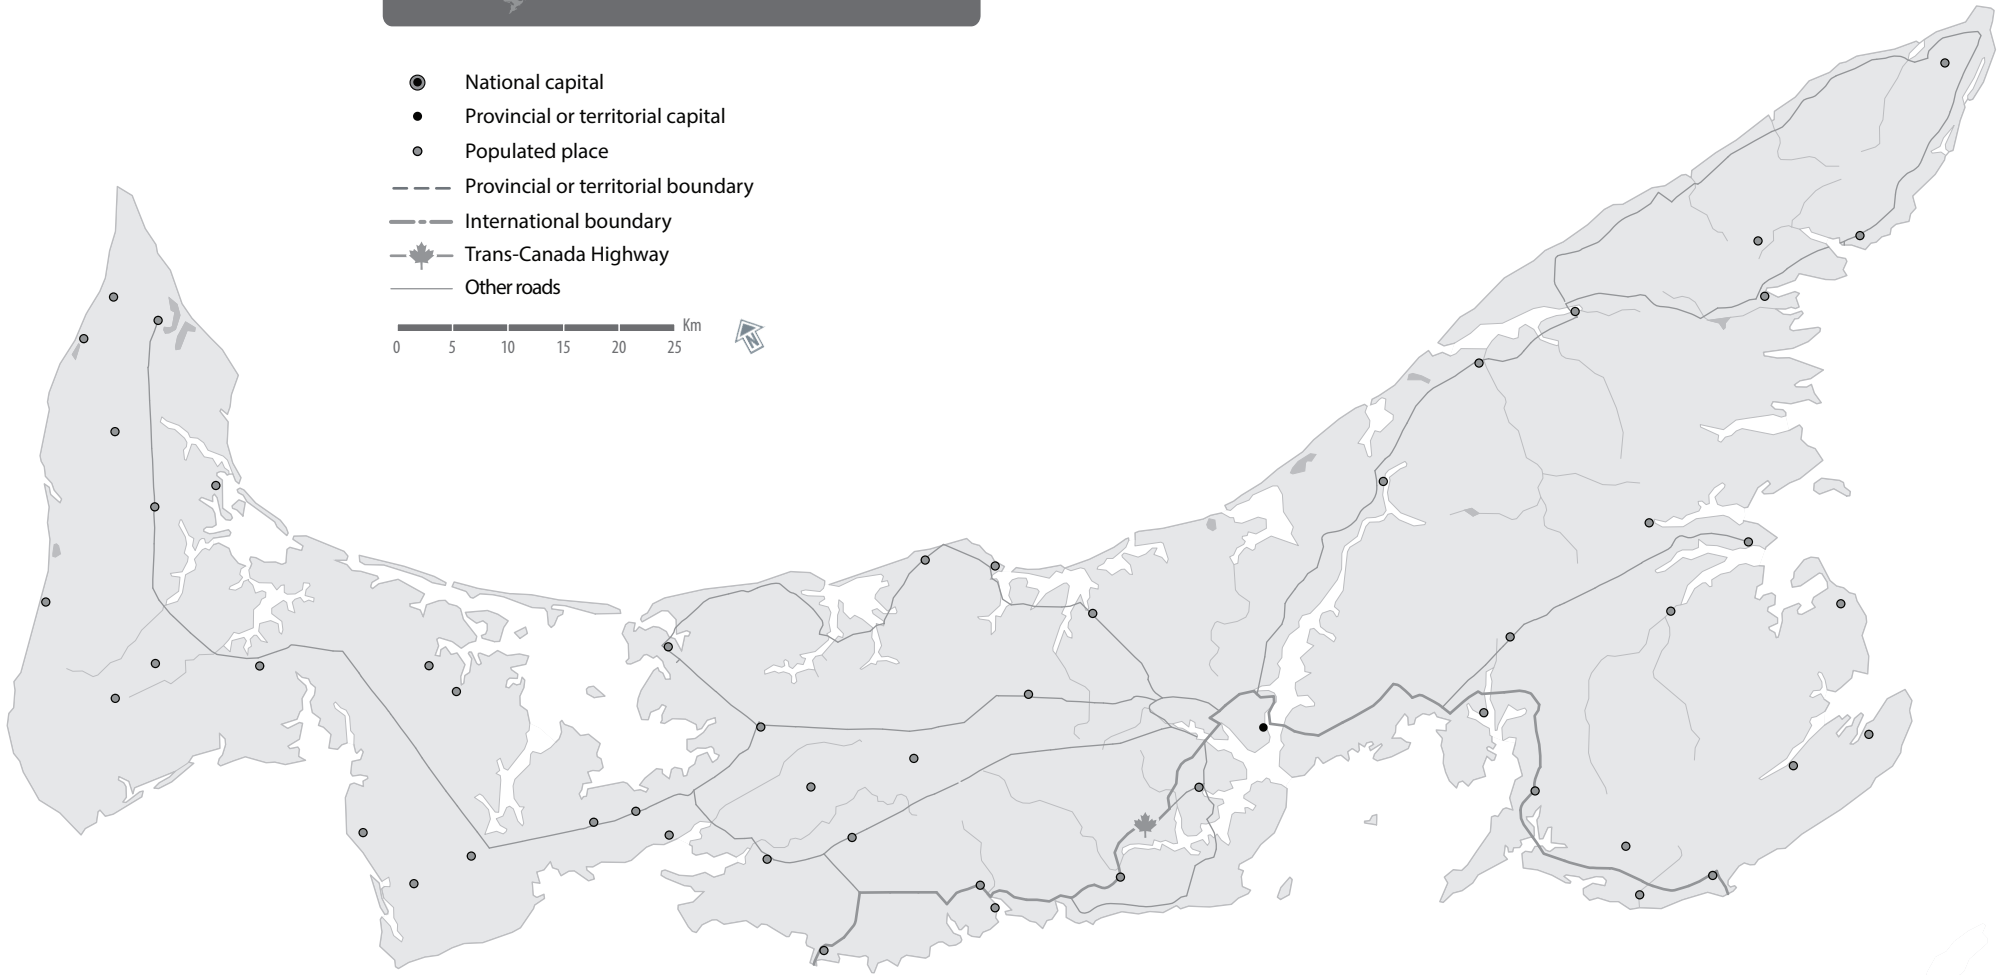 National capital
Provincial or territorial capital
Populated place
Provincial or territorial boundary
International boundary
Trans-Canada Highway
Other roads
Km
0 5 10 15 20 25
N